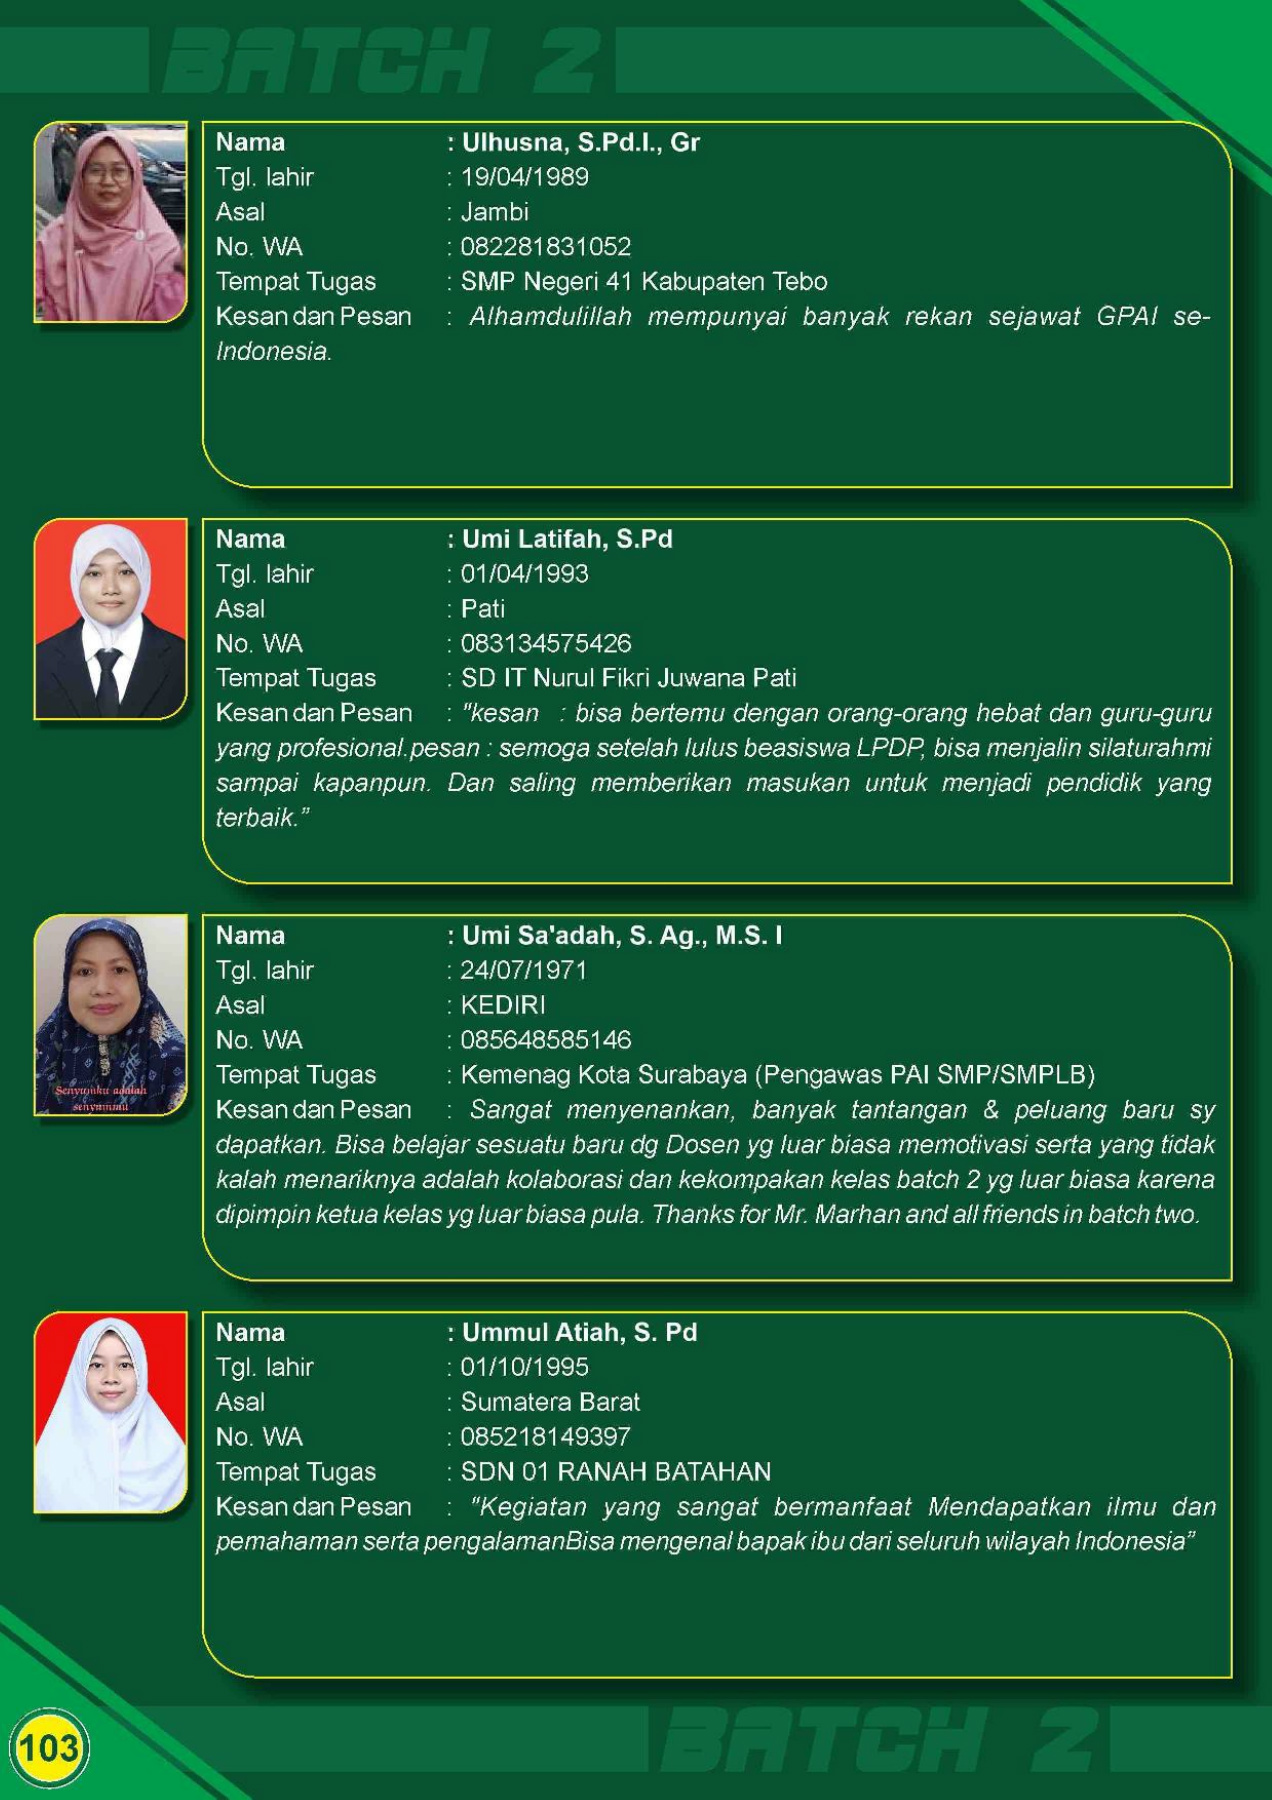 BATCH 2
Nama : Ulhusna, S.Pd.I., Gr
Tgl. lahir : 19/04/1989
Asal : Jambi
No. WA : 082281831052
Tempat Tugas : SMP Negeri 41 Kabupaten Tebo
Kesan dan Pesan : Alhamdulillah mempunyai banyak rekan sejawat GPAI se-
Indonesia.
Nama : Umi Latifah, S.Pd
Tgl. lahir : 01/04/1993
Asal : Pati
No. WA : 083134575426
Tempat Tugas : SD IT Nurul Fikri Juwana Pati
Kesan dan Pesan : "kesan : bisa bertemu dengan orang-orang hebat dan guru-guru
yang profesional.pesan : semoga setelah lulus beasiswa LPDP, bisa menjalin silaturahmi
sampai kapanpun. Dan saling memberikan masukan untuk menjadi pendidik yang
terbaik.”
Senyumku adalah
senyummu
Nama : Umi Sa'adah, S. Ag., M.S. I
Tgl. lahir : 24/07/1971
Asal : KEDIRI
No. WA : 085648585146
Tempat Tugas : Kemenag Kota Surabaya (Pengawas PAI SMP/SMPLB)
Kesan dan Pesan : Sangat menyenankan, banyak tantangan & peluang baru sy
dapatkan. Bisa belajar sesuatu baru dg Dosen yg luar biasa memotivasi serta yang tidak
kalah menariknya adalah kolaborasi dan kekompakan kelas batch 2 yg luar biasa karena
dipimpin ketua kelas yg luar biasa pula. Thanks for Mr. Marhan and all friends in batch two.
Nama : Ummul Atiah, S. Pd
Tgl. lahir : 01/10/1995
Asal : Sumatera Barat
No. WA : 085218149397
Tempat Tugas : SDN 01 RANAH BATAHAN
Kesan dan Pesan : "Kegiatan yang sangat bermanfaat Mendapatkan ilmu dan
pemahaman serta pengalamanBisa mengenal bapak ibu dari seluruh wilayah Indonesia”
103
BATCH 2